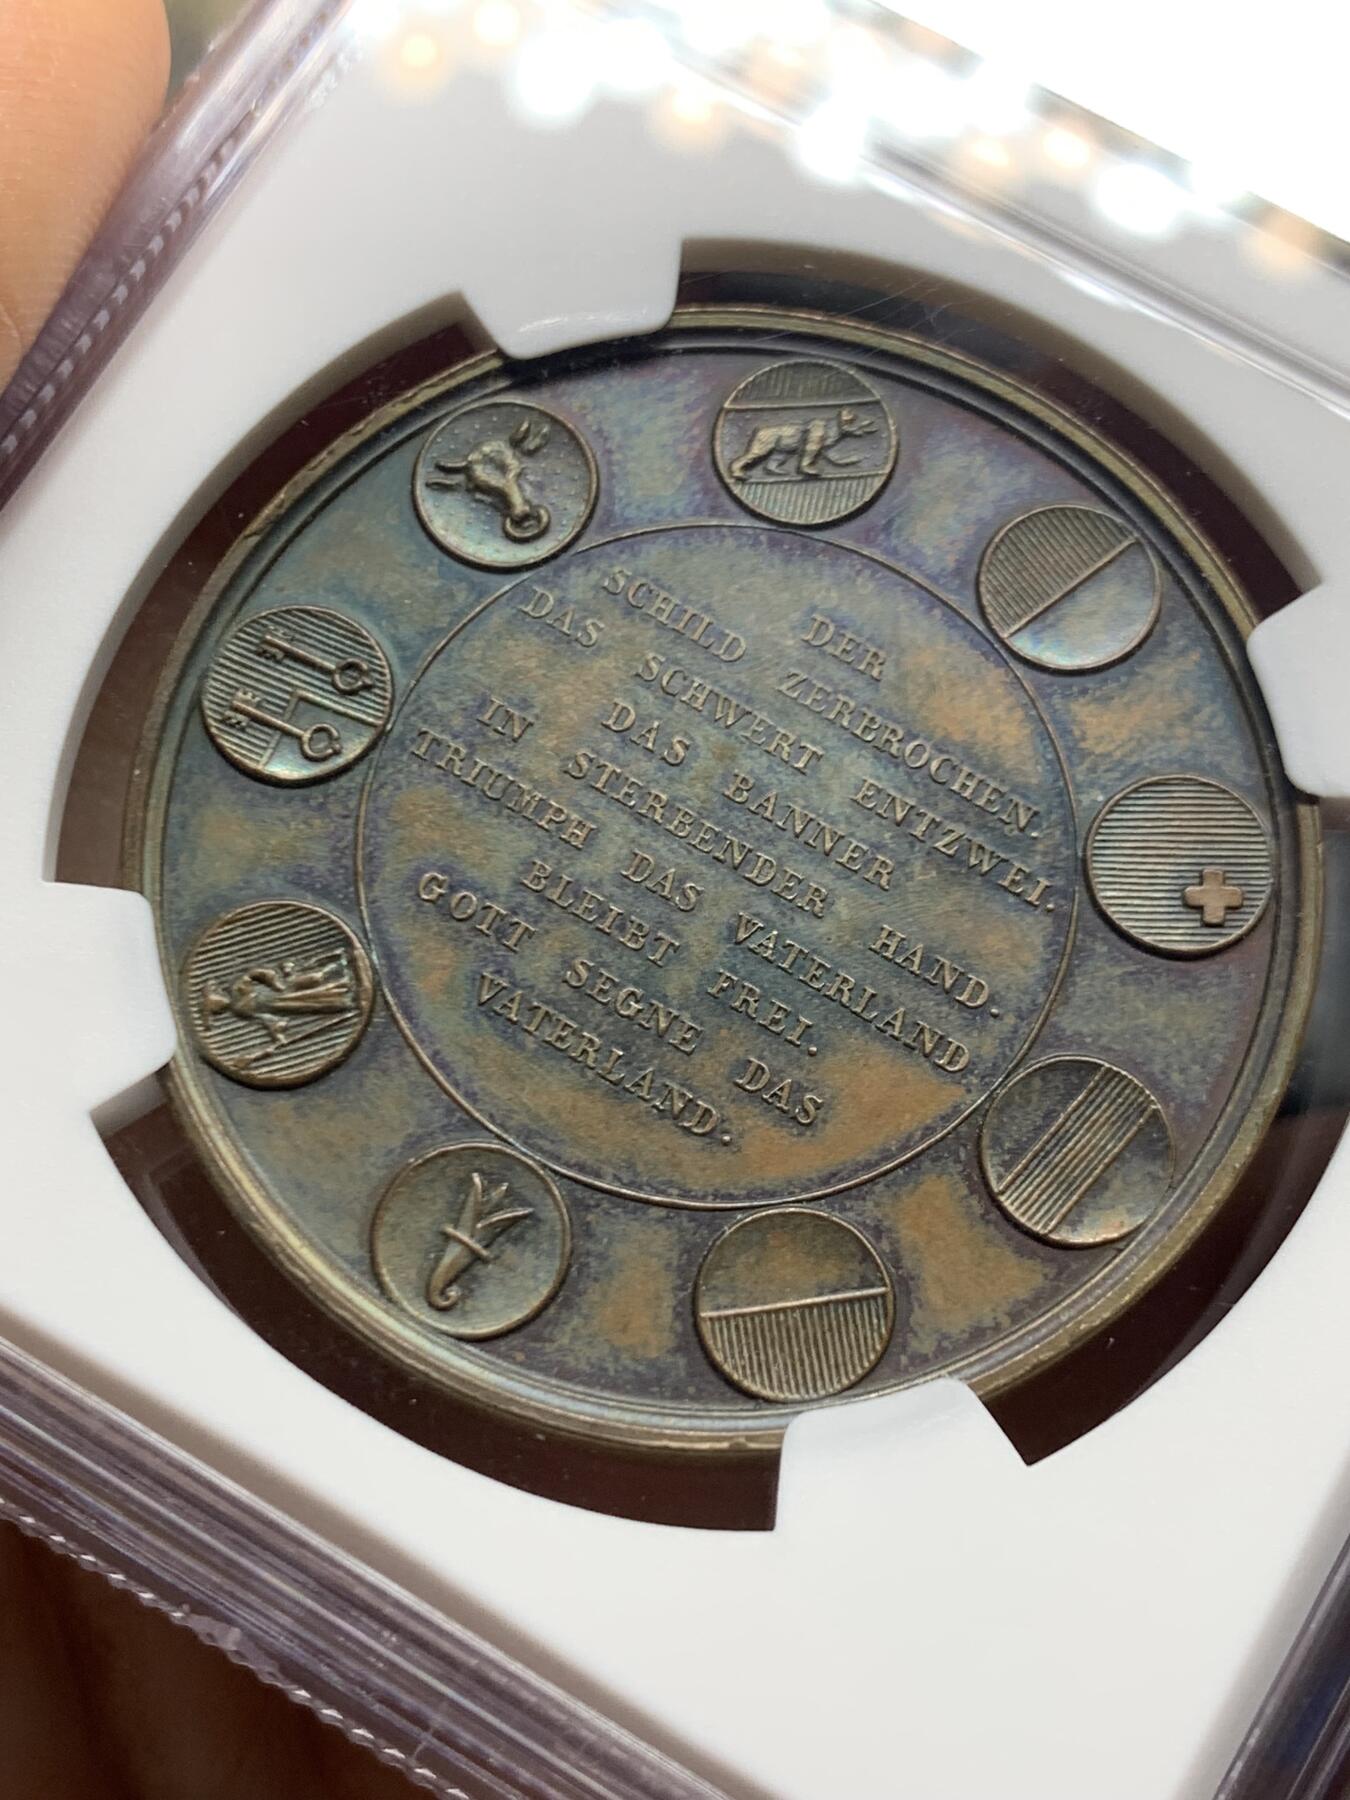 DER
SCHILD ZERBROCHEN.
DAS SCHWERT ENTZWEI.
DAS BANNER
IN STERBENDER HAND.
TRIUMPH DAS VATERLAND
BLEIBT FREI.
GOTT SEGNE DAS
VATERLAND.